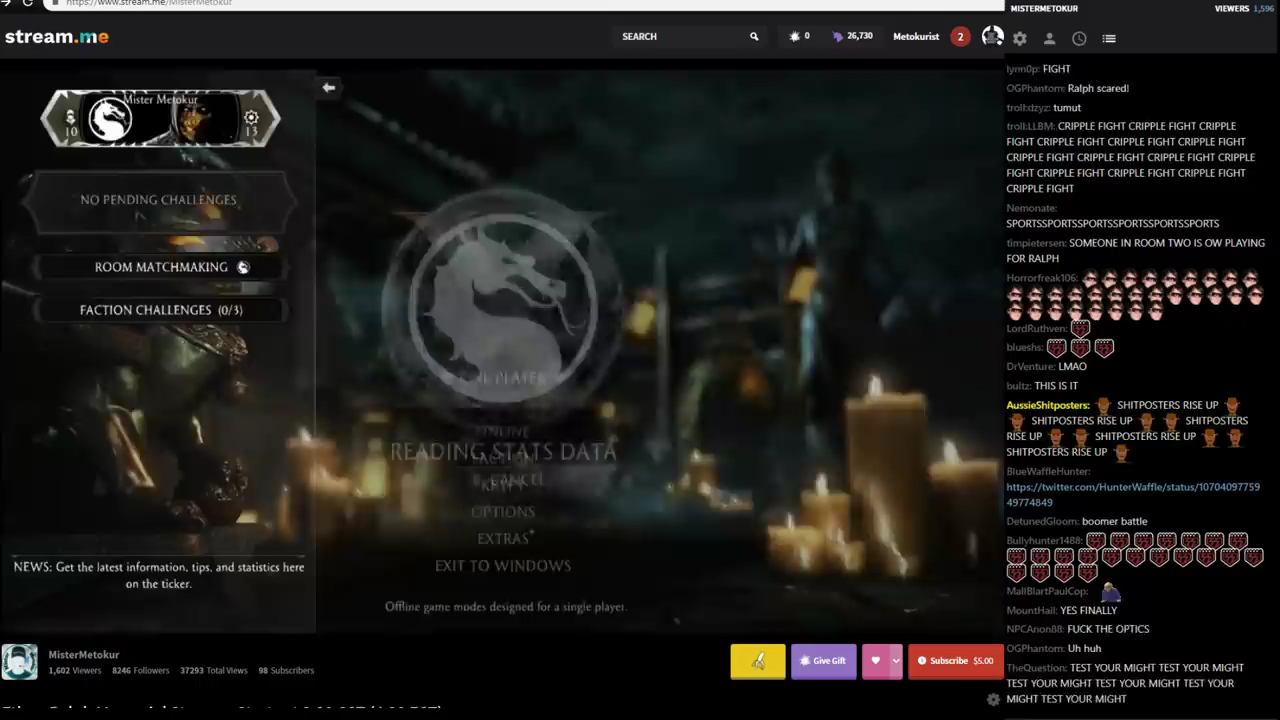 https://www.stream.me/MisterMetokur
stream.me
SEARCH
0
26,730
Metokurist
2
Mister Metokur
10
13
NO PENDING CHALLENGES
ROOM MATCHMAKING
FACTION CHALLENGES (0/3)
NEWS: Get the latest information, tips, and statistics here
on the ticker.
ONLINE
READING STATS DATA
CANCEL
OPTIONS
EXTRAS*
EXIT TO WINDOWS
Offline game modes designed for a single player.
MisterMetokur
1,602 Viewers 8246 Followers 37293 Total Views 98 Subscribers
Give Gift
Subscribe $5.00
MISTERMETOKUR
VIEWERS 1,596
lyrm0p: FIGHT
OGPhantom: Ralph scared!
troll:dzyz: tumut
troll:LLBM: CRIPPLE FIGHT CRIPPLE FIGHT CRIPPLE
FIGHT CRIPPLE FIGHT CRIPPLE FIGHT CRIPPLE
FIGHT CRIPPLE FIGHT CRIPPLE FIGHT CRIPPLE
FIGHT CRIPPLE FIGHT CRIPPLE FIGHT CRIPPLE FIGHT
CRIPPLE FIGHT
Nemonate:
SPORTSSPORTSSPORTSSPORTSSPORTSSPORTS
timpietersen: SOMEONE IN ROOM TWO IS OW PLAYING
FOR RALPH
Horrorfreak106:
LordRuthven:
blueshs:
DrVenture: LMAO
bultz: THIS IS IT
AussieShitposters: SHITPOSTERS RISE UP
SHITPOSTERS RISE UP SHITPOSTERS
RISE UP SHITPOSTERS RISE UP
SHITPOSTERS RISE UP
BlueWaffleHunter:
https://twitter.com/HunterWaffle/status/10704097759
49774849
DetunedGloom: boomer battle
Bullyhunter1488:
MallBlartPaulCop:
MountHail: YES FINALLY
NPCAnon88: FUCK THE OPTICS
OGPhantom: Uh huh
TheQuestion: TEST YOUR MIGHT TEST YOUR MIGHT
TEST YOUR MIGHT TEST YOUR MIGHT TEST YOUR
MIGHT TEST YOUR MIGHT